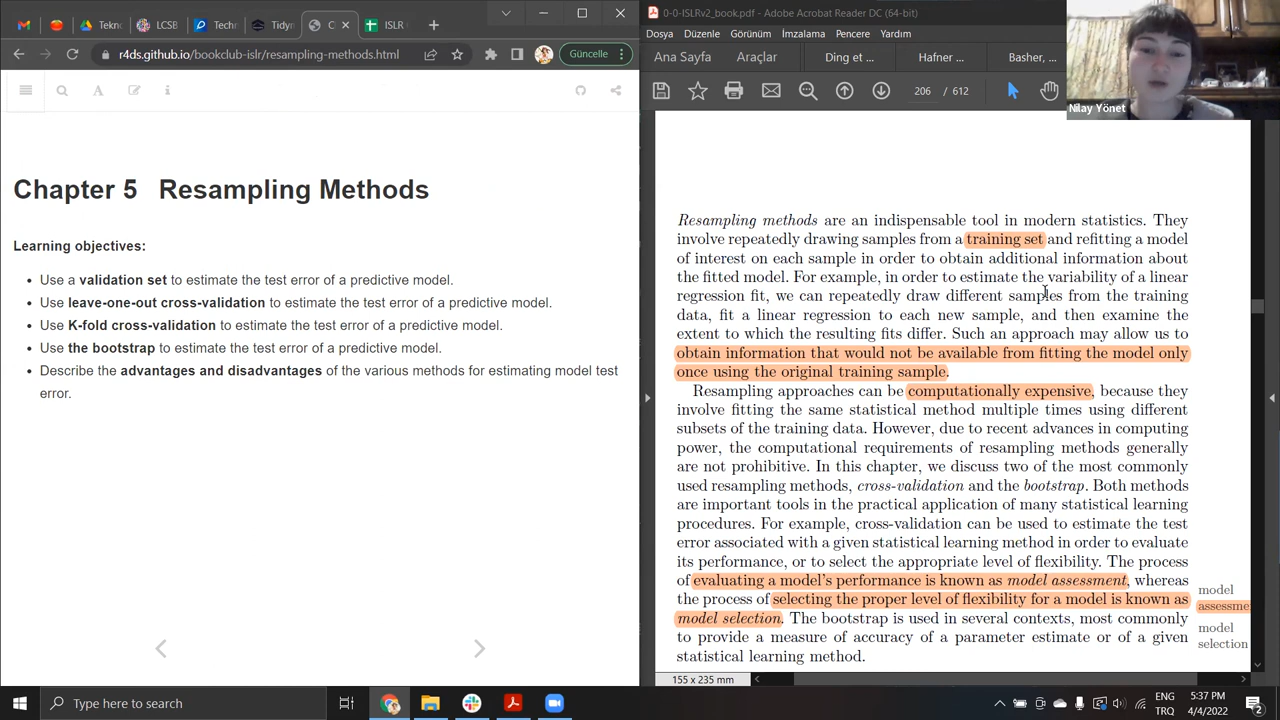 Tekno
LCSB
Techr
Tidyn
C
ISLR
r4ds.github.io/bookclub-islr/resampling-methods.html
Güncelle
Chapter 5 Resampling Methods
Learning objectives:
• Use a validation set to estimate the test error of a predictive model.
• Use leave-one-out cross-validation to estimate the test error of a predictive model.
• Use K-fold cross-validation to estimate the test error of a predictive model.
• Use the bootstrap to estimate the test error of a predictive model.
• Describe the advantages and disadvantages of the various methods for estimating model test
error.
0-0-ISLRv2_book.pdf - Adobe Acrobat Reader DC (64-bit)
Dosya Düzenle Görünüm İmzalama Pencere Yardım
Ana Sayfa Araçlar Ding et ... Hafner ... Basher, ...
206 / 612
Nilay Yönet
Resampling methods are an indispensable tool in modern statistics. They
involve repeatedly drawing samples from a training set and refitting a model
of interest on each sample in order to obtain additional information about
the fitted model. For example, in order to estimate the variability of a linear
regression fit, we can repeatedly draw different samples from the training
data, fit a linear regression to each new sample, and then examine the
extent to which the resulting fits differ. Such an approach may allow us to
obtain information that would not be available from fitting the model only
once using the original training sample.
Resampling approaches can be computationally expensive, because they
involve fitting the same statistical method multiple times using different
subsets of the training data. However, due to recent advances in computing
power, the computational requirements of resampling methods generally
are not prohibitive. In this chapter, we discuss two of the most commonly
used resampling methods, cross-validation and the bootstrap. Both methods
are important tools in the practical application of many statistical learning
procedures. For example, cross-validation can be used to estimate the test
error associated with a given statistical learning method in order to evaluate
its performance, or to select the appropriate level of flexibility. The process
of evaluating a model's performance is known as model assessment, whereas
the process of selecting the proper level of flexibility for a model is known as
model selection. The bootstrap is used in several contexts, most commonly
to provide a measure of accuracy of a parameter estimate or of a given
statistical learning method.
model
assessme
model
selection
155 x 235 mm
Type here to search
ENG
TRQ
5:37 PM
4/4/2022
2